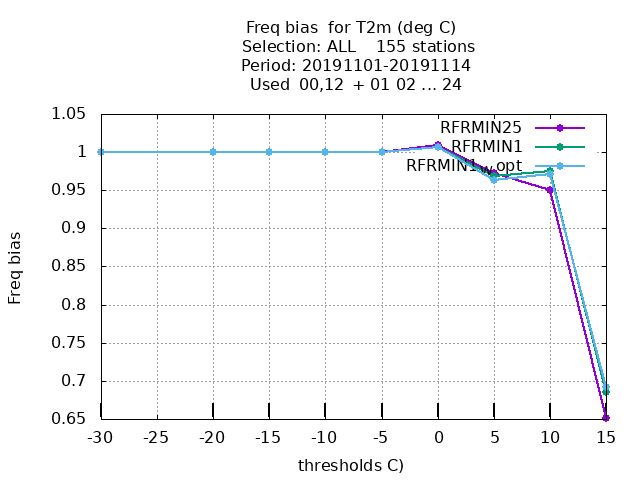 Freq bias  for T2m (deg C)
Selection: ALL    155 stations
Period: 20191101-20191114
Used  00,12  + 01 02 ... 24
1.05
1
0.95
0.9
0.85
0.8
0.75
0.7
0.65
Freq bias
RFRMIN25
RFRMIN1
-30
-25
-20
-15
-10
-5
0
5
10
15
thresholds C)